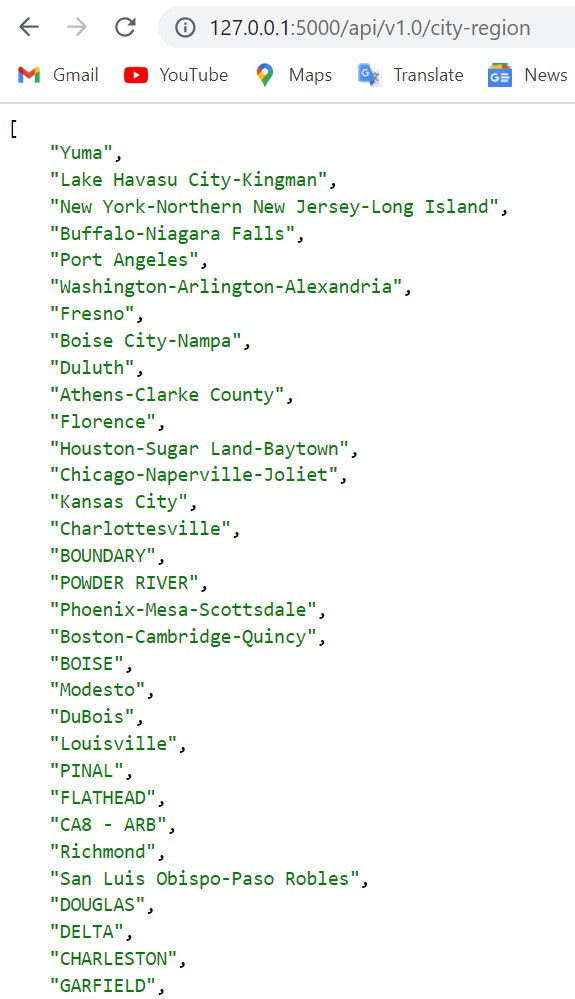 127.0.0.1:5000/api/v1.0/city-region
Gmail YouTube Maps Translate News
[
"Yuma",
"Lake Havasu City-Kingman",
"New York-Northern New Jersey-Long Island",
"Buffalo-Niagara Falls",
"Port Angeles",
"Washington-Arlington-Alexandria",
"Fresno",
"Boise City-Nampa",
"Duluth",
"Athens-Clarke County",
"Florence",
"Houston-Sugar Land-Baytown",
"Chicago-Naperville-Joliet",
"Kansas City",
"Charlottesville",
"BOUNDARY",
"POWDER RIVER",
"Phoenix-Mesa-Scottsdale",
"Boston-Cambridge-Quincy",
"BOISE",
"Modesto",
"DuBois",
"Louisville",
"PINAL",
"FLATHEAD",
"CA8 - ARB",
"Richmond",
"San Luis Obispo-Paso Robles",
"DOUGLAS",
"DELTA",
"CHARLESTON",
"GARFIELD",